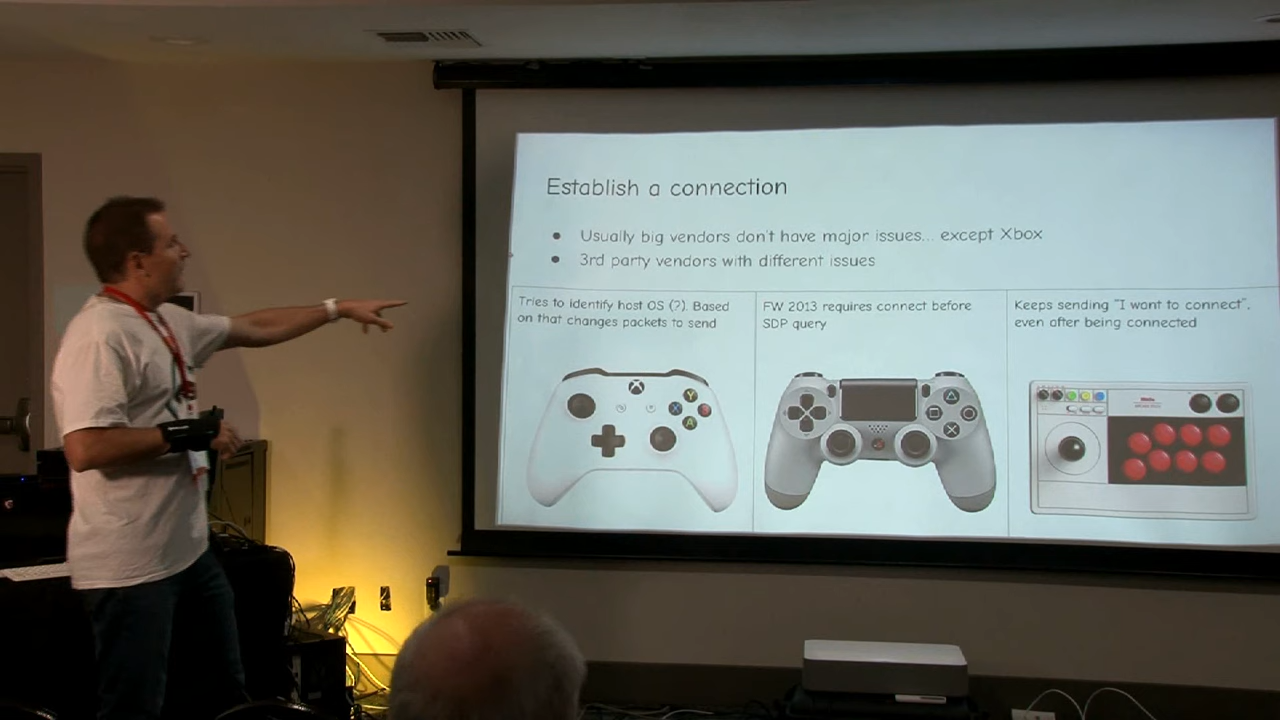 Establish a connection
● Usually big vendors don't have major issues... except Xbox
● 3rd party vendors with different issues
Tries to identify host OS (?). Based
on that changes packets to send
FW 2013 requires connect before
SDP query
Keeps sending "I want to connect",
even after being connected
Y
X
A